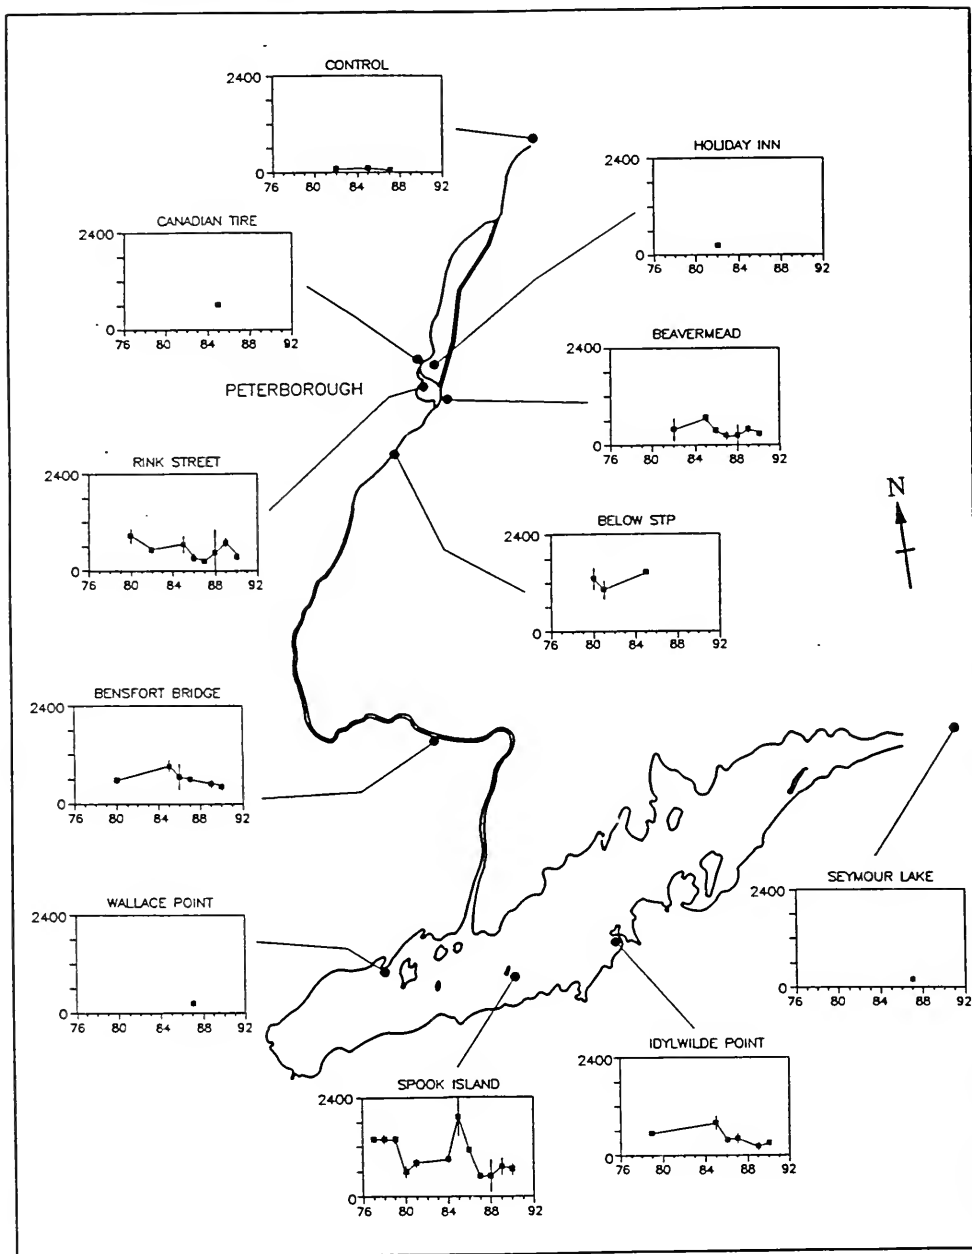 CONTROL
2400
0
76 80 84 88 92
HOLIDAY INN
2400
0
76 80 84 88 92
CANADIAN TIRE
2400
0
76 80 84 88 92
BEAVERMEAD
2400
0
76 80 84 88 92
PETERBOROUGH
RINK STREET
2400
0
76 80 84 88 92
N
BELOW STP
2400
0
76 80 84 88 92
BENSFORT BRIDGE
2400
0
76 80 84 88 92
SEYMOUR LAKE
2400
0
76 80 84 88 92
WALLACE POINT
2400
0
76 80 84 88 92
IDYLWILDE POINT
2400
0
76 80 84 88 92
SPOOK ISLAND
2400
0
76 80 84 88 92